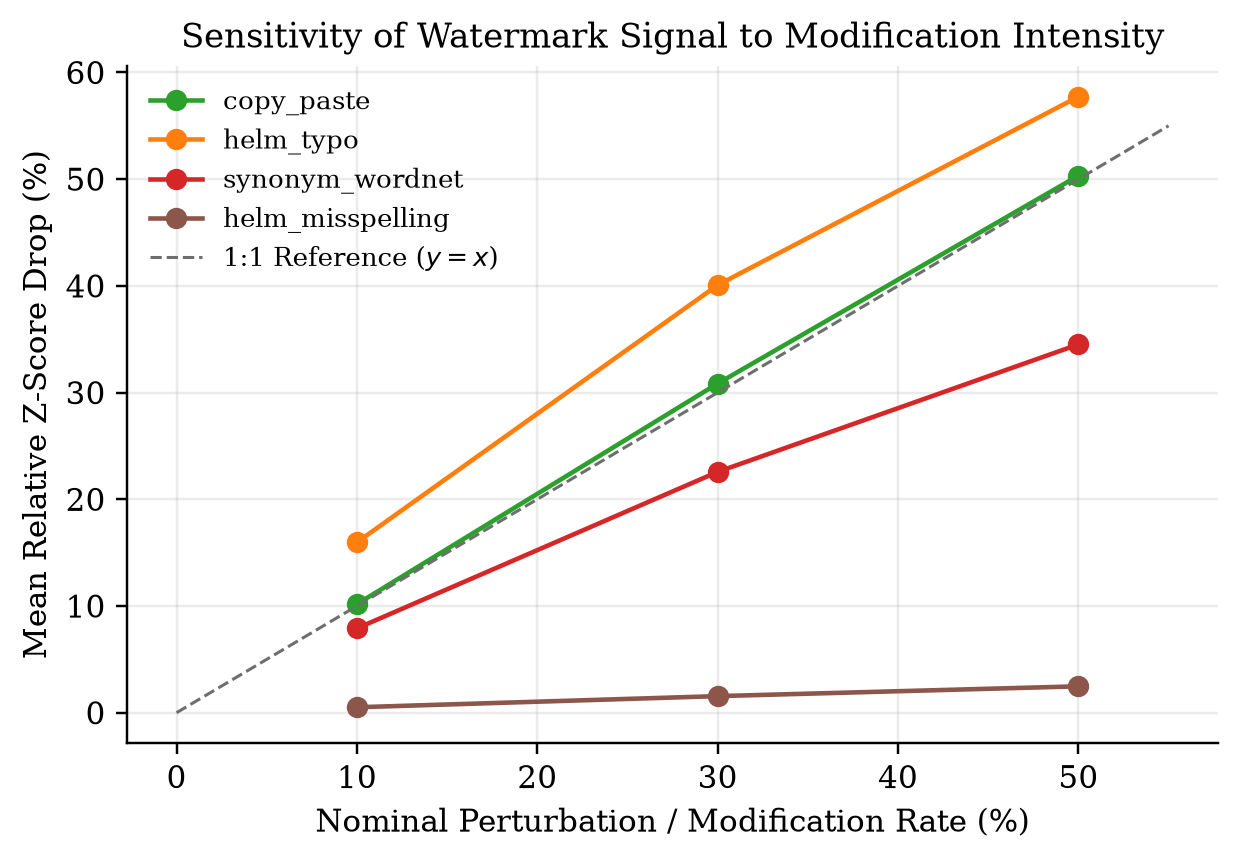 Sensitivity of Watermark Signal to Modification Intensity
copy_paste
helm_typo
synonym_wordnet
helm_misspelling
1:1 Reference (y = x)
Mean Relative Z-Score Drop (%)
60
50
40
30
20
10
0
0 10 20 30 40 50
Nominal Perturbation / Modification Rate (%)